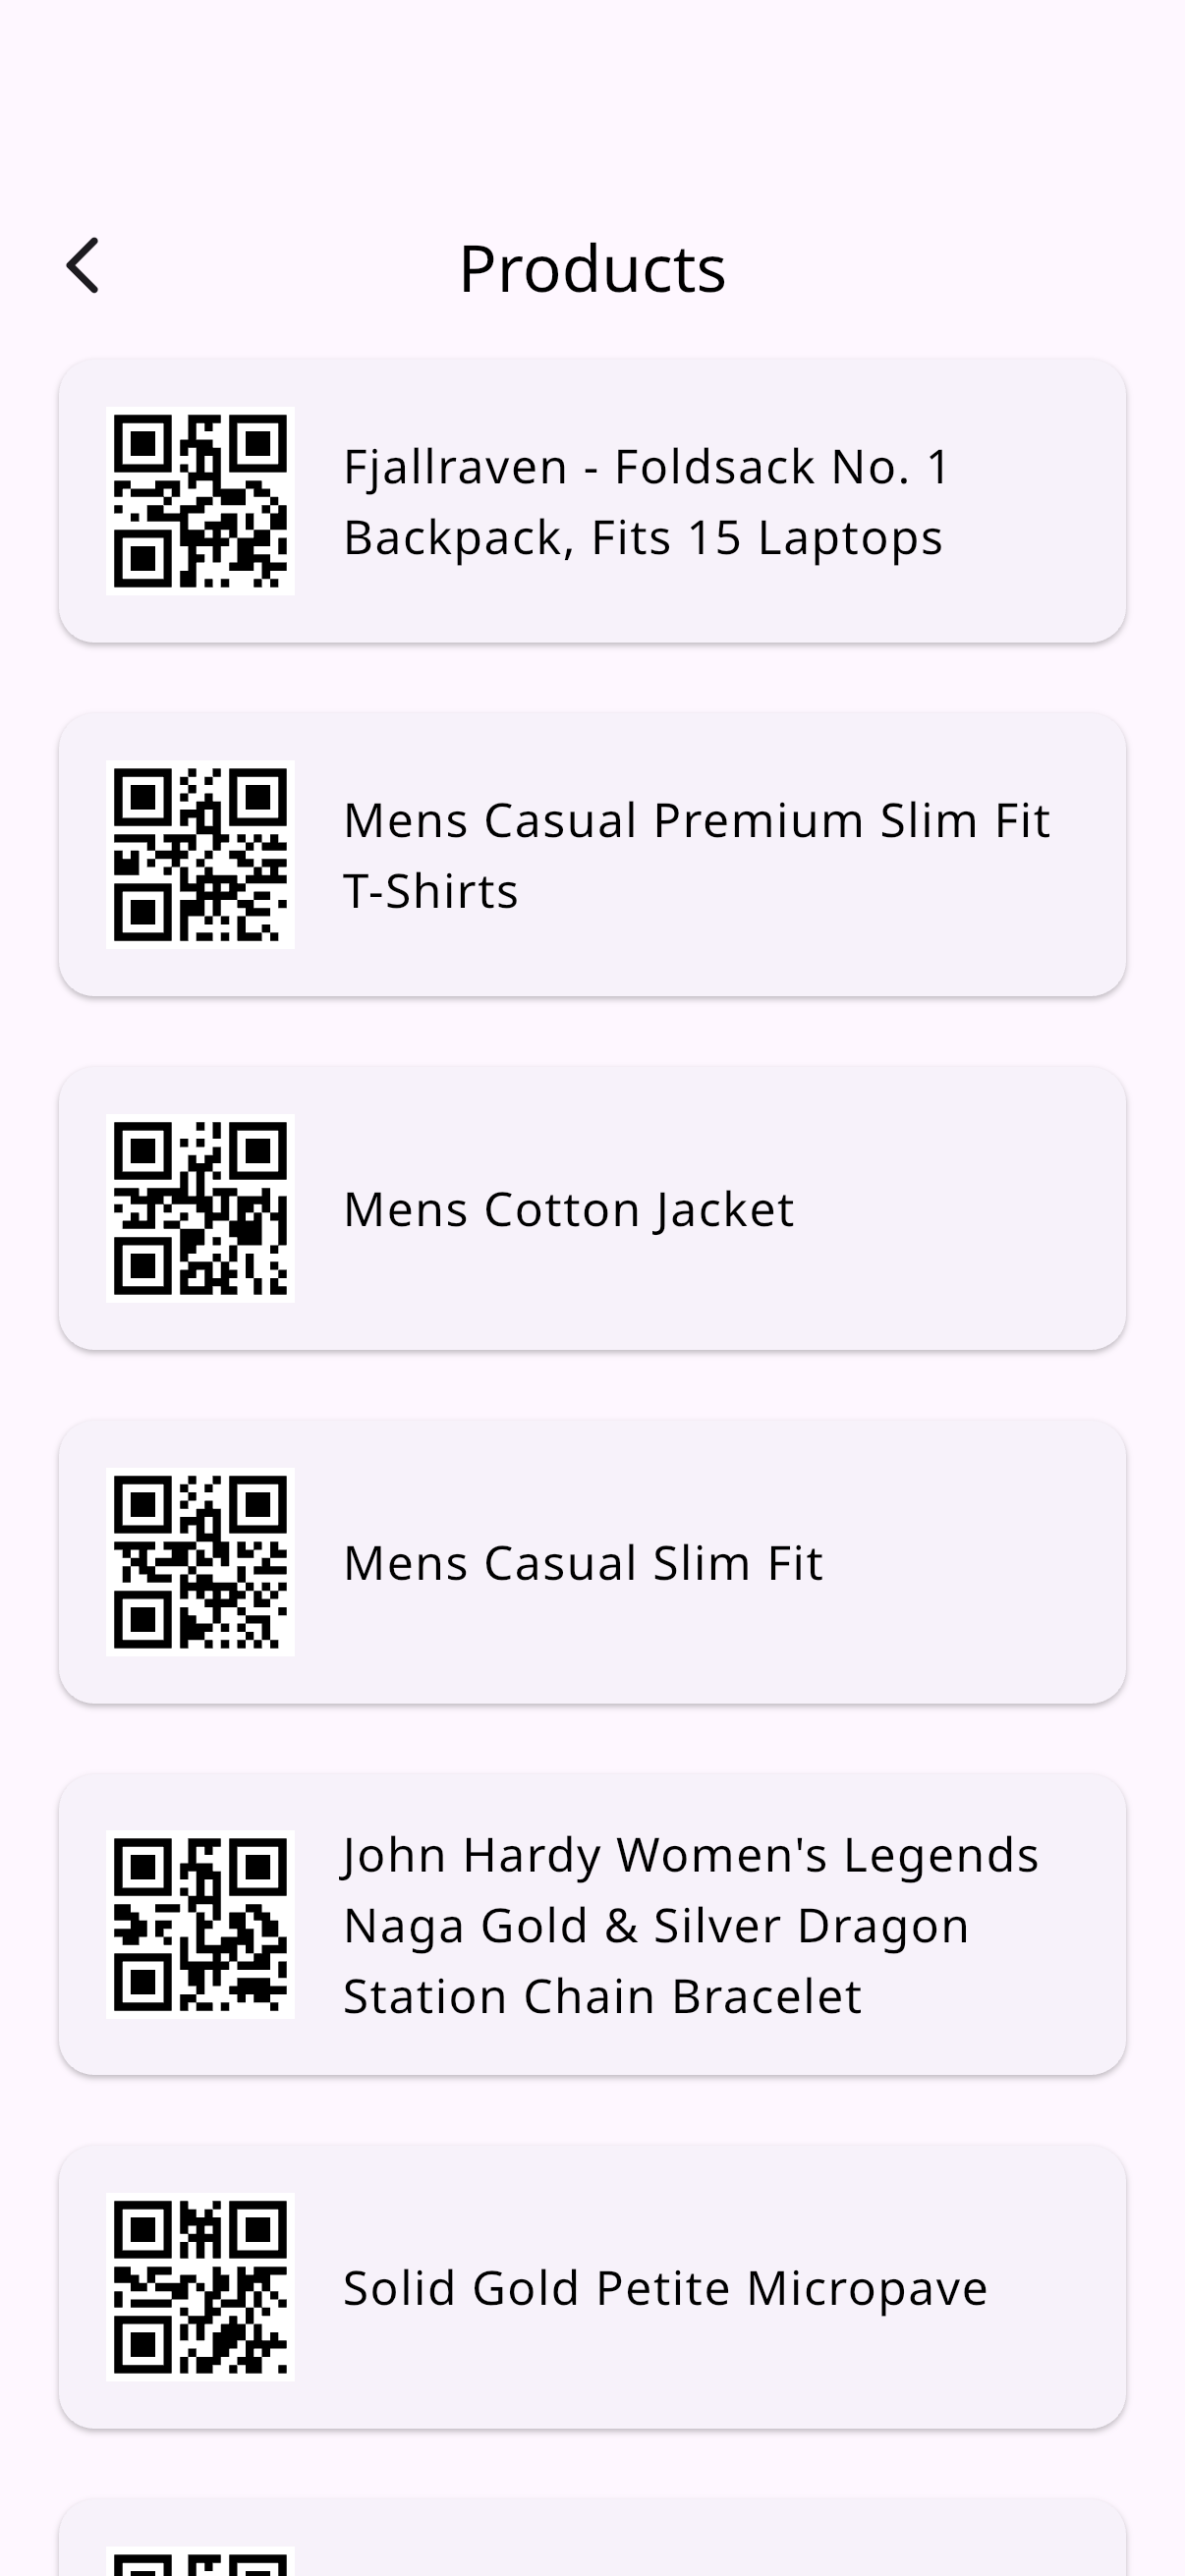 Products
Fjallraven - Foldsack No. 1
Backpack, Fits 15 Laptops
Mens Casual Premium Slim Fit
T-Shirts
Mens Cotton Jacket
Mens Casual Slim Fit
John Hardy Women's Legends
Naga Gold & Silver Dragon
Station Chain Bracelet
Solid Gold Petite Micropave